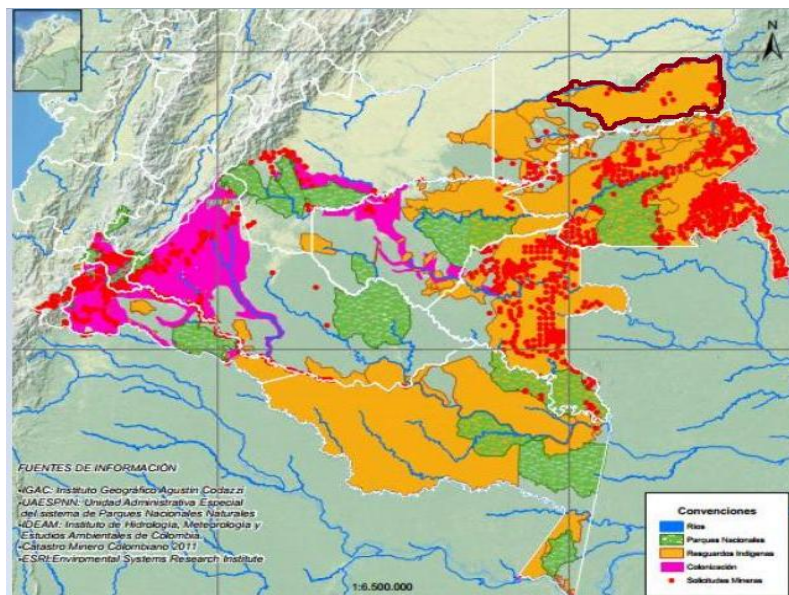 N
FUENTES DE INFORMACIÓN
•IGAC: Instituto Geográfico Agustín Codazzi
•UAESPNN: Unidad Administrativa Especial
del sistema de Parques Nacionales Naturales
•IDEAM: Instituto de Hidrología, Meteorología y
Estudios Ambientales de Colombia.
•Catastro Minero Colombiano 2011
•ESRI:Enviromental Systems Research Institute
1:6.500.000
Convenciones
Ríos
Parques Nacionales
Resguardos Indígenas
Colonización
Solicitudes Mineras